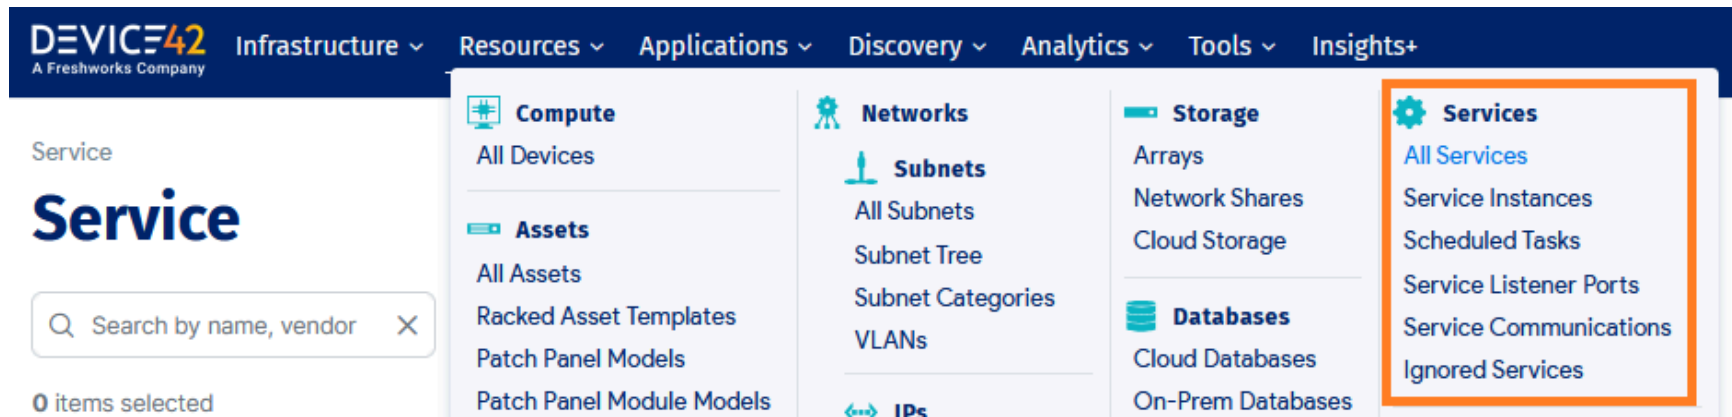 DEVICE42
A Freshworks Company
Infrastructure
Resources
Applications
Discovery
Analytics
Tools
Insights+
Service
Service
Search by name, vendor
0 items selected
Compute
All Devices
Assets
All Assets
Racked Asset Templates
Patch Panel Models
Patch Panel Module Models
Networks
Subnets
All Subnets
Subnet Tree
Subnet Categories
VLANs
IPs
Storage
Arrays
Network Shares
Cloud Storage
Databases
Cloud Databases
On-Prem Databases
Services
All Services
Service Instances
Scheduled Tasks
Service Listener Ports
Service Communications
Ignored Services